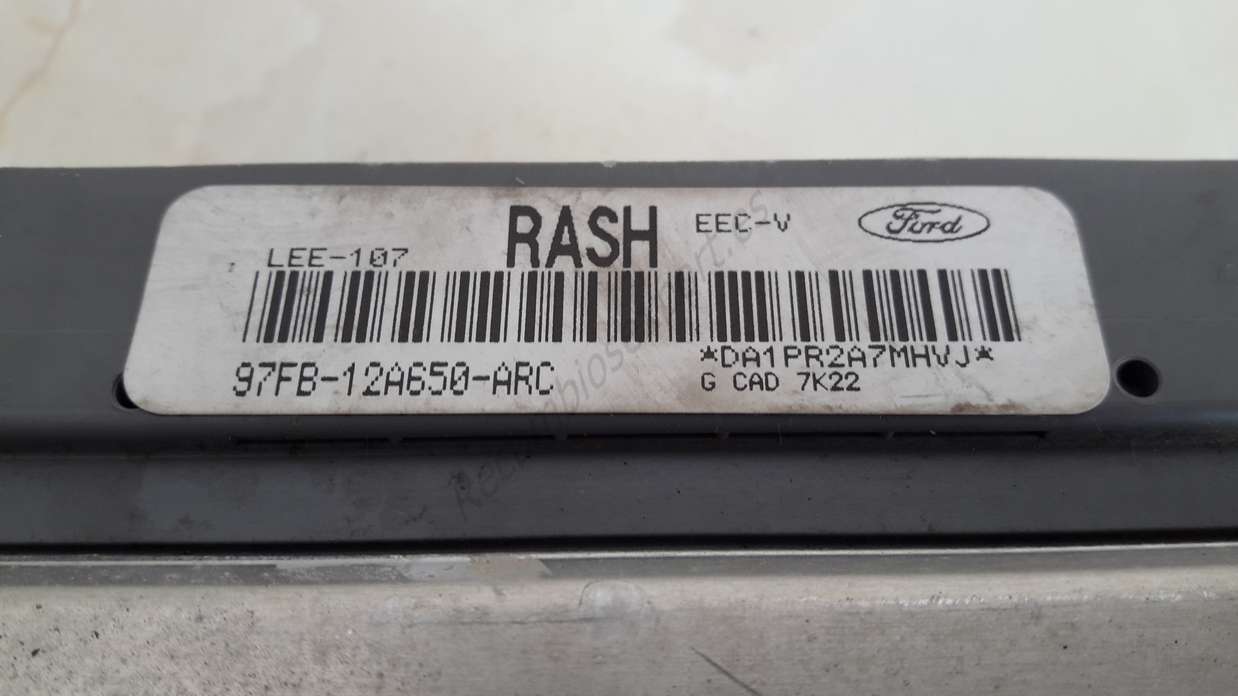 RASH EEC-V Ford
LEE-107
*DA1PR2A7MHVJ*
97FB-12A650-ARC
G CAD 7K22